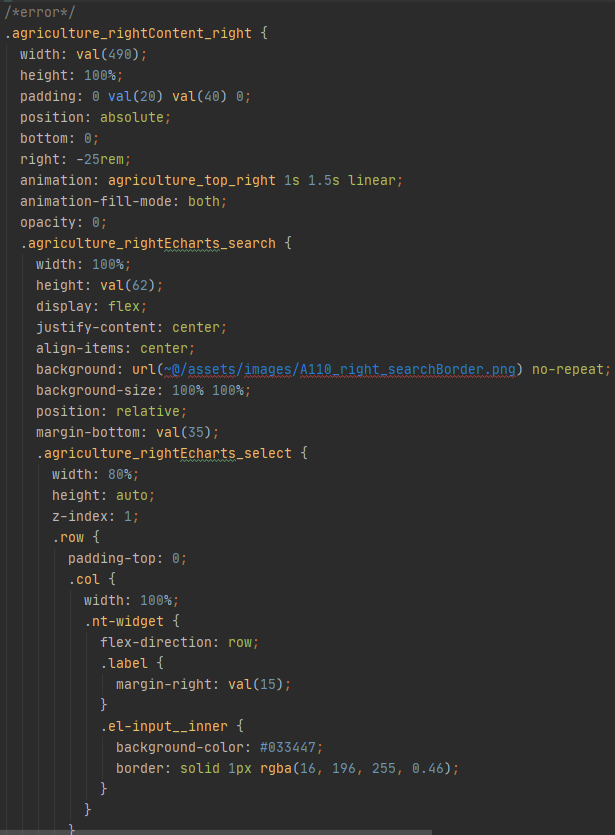 /*error*/
.agriculture_rightContent_right {
width: val(490);
height: 100%;
padding: 0 val(20) val(40) 0;
position: absolute;
bottom: 0;
right: -25rem;
animation: agriculture_top_right 1s 1.5s linear;
animation-fill-mode: both;
opacity: 0;
.agriculture_rightEcharts_search {
width: 100%;
height: val(62);
display: flex;
justify-content: center;
align-items: center;
background: url(~@/assets/images/A110_right_searchBorder.png) no-repeat;
background-size: 100% 100%;
position: relative;
margin-bottom: val(35);
.agriculture_rightEcharts_select {
width: 80%;
height: auto;
z-index: 1;
.row {
padding-top: 0;
.col {
width: 100%;
.nt-widget {
flex-direction: row;
.label {
margin-right: val(15);
}
.el-input__inner {
background-color: #033447;
border: solid 1px rgba(16, 196, 255, 0.46);
}
}
}